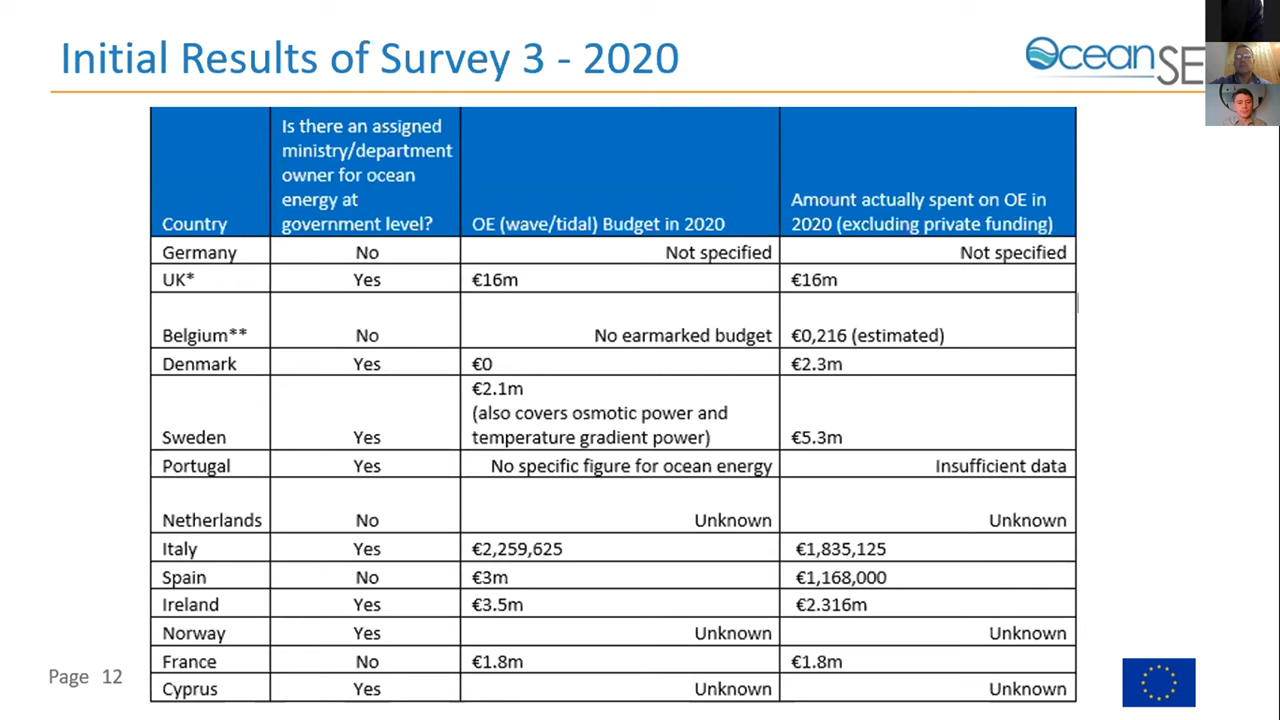 Initial Results of Survey 3 - 2020
OceanSE
Country
Is there an assigned
ministry/department
owner for ocean
energy at
government level?
OE (wave/tidal) Budget in 2020
Amount actually spent on OE in
2020 (excluding private funding)
Germany No Not specified Not specified
UK* Yes €16m €16m
Belgium** No No earmarked budget €0,216 (estimated)
Denmark Yes €0 €2.3m
€2.1m
(also covers osmotic power and
Sweden Yes temperature gradient power) €5.3m
Portugal Yes No specific figure for ocean energy Insufficient data
Netherlands No Unknown Unknown
Italy Yes €2,259,625 €1,835,125
Spain No €3m €1,168,000
Ireland Yes €3.5m €2.316m
Norway Yes Unknown Unknown
France No €1.8m €1.8m
Cyprus Yes Unknown Unknown
Page 12